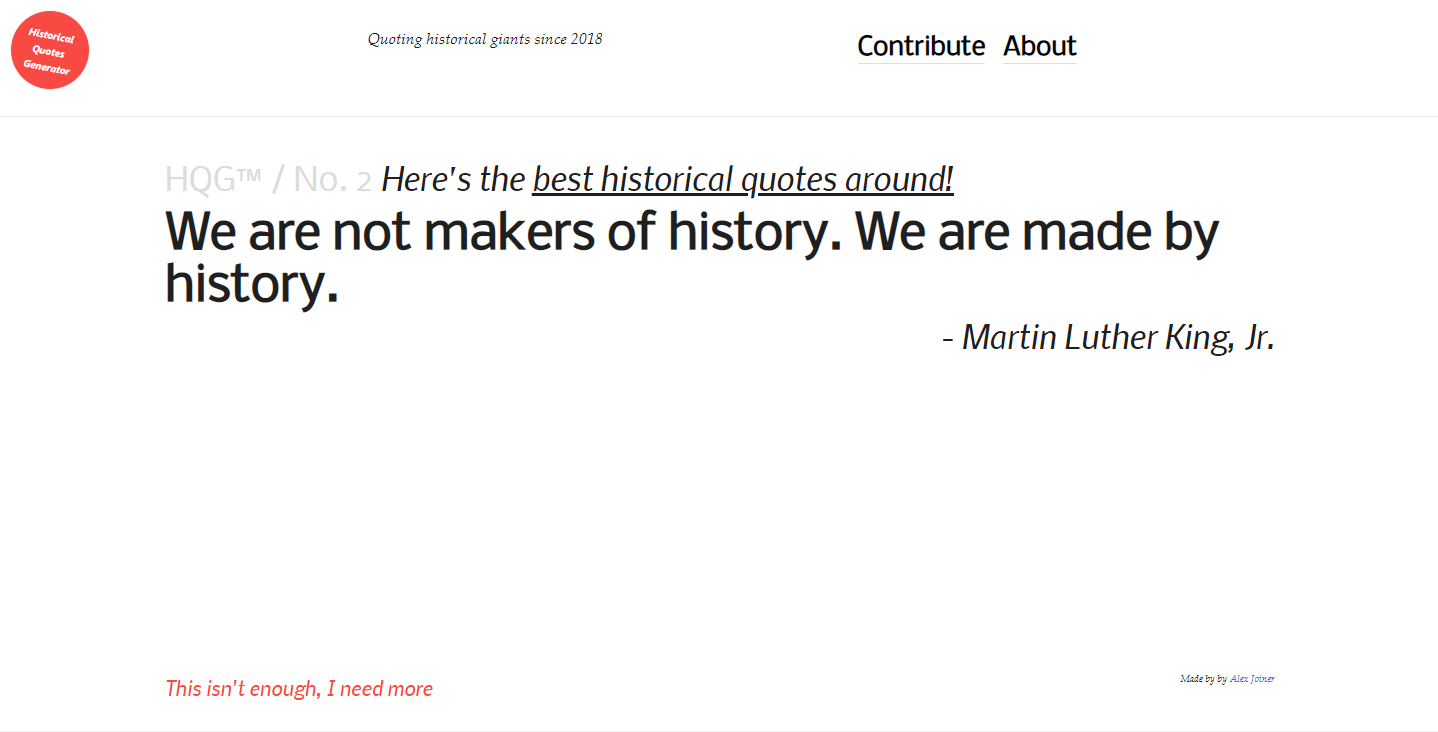 Historical
Quotes
Generator
Quoting historical giants since 2018
Contribute About
HQG™ / No. 2 Here's the best historical quotes around!
We are not makers of history. We are made by
history.
- Martin Luther King, Jr.
This isn't enough, I need more
Made by by Alex Joiner